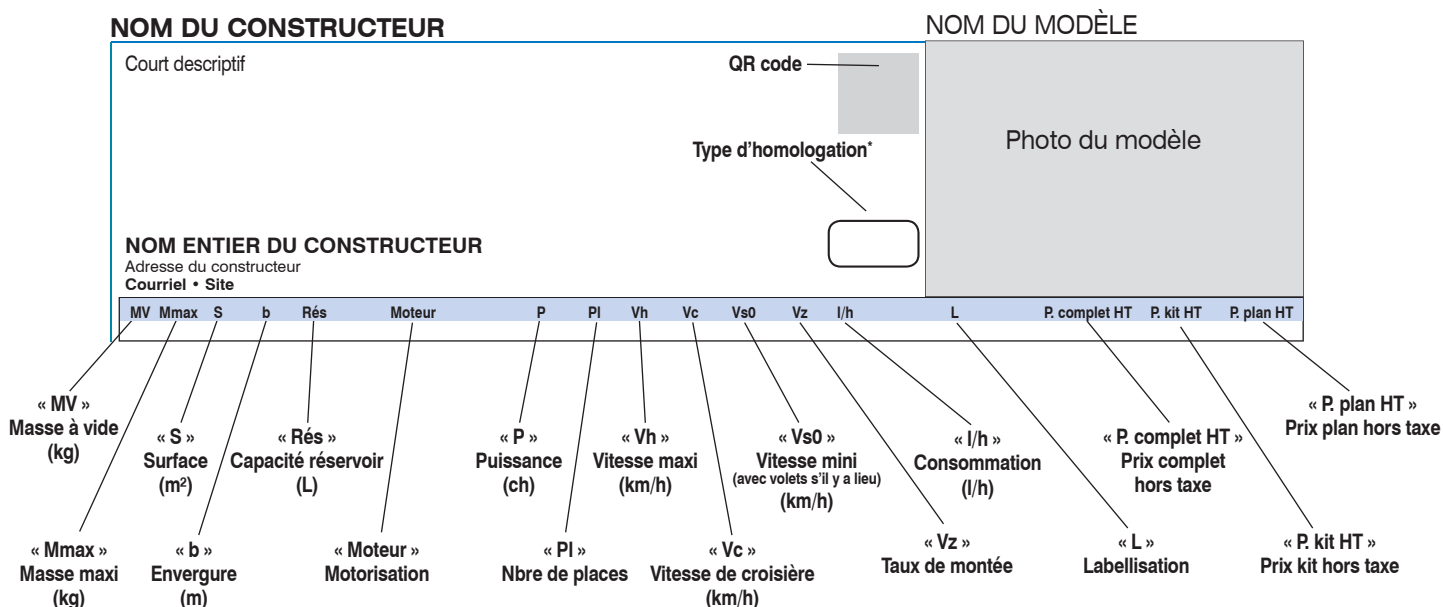 NOM DU CONSTRUCTEUR
NOM DU MODÈLE
Court descriptif
QR code
Photo du modèle
Type d'homologation*
NOM ENTIER DU CONSTRUCTEUR
Adresse du constructeur
Courriel • Site
MV Mmax S b Rés Moteur P Pl Vh Vc Vs0 Vz l/h L P. complet HT P. kit HT P. plan HT
« MV »
Masse à vide
(kg)
« S »
Surface
(m²)
« Rés »
Capacité réservoir
(L)
« P »
Puissance
(ch)
« Vh »
Vitesse maxi
(km/h)
« Vs0 »
Vitesse mini
(avec volets s'il y a lieu)
(km/h)
« l/h »
Consommation
(l/h)
« P. complet HT »
Prix complet
hors taxe
« P. plan HT »
Prix plan hors taxe
« Mmax »
Masse maxi
(kg)
« b »
Envergure
(m)
« Moteur »
Motorisation
« Pl »
Nbre de places
« Vc »
Vitesse de croisière
(km/h)
« Vz »
Taux de montée
« L »
Labellisation
« P. kit HT »
Prix kit hors taxe